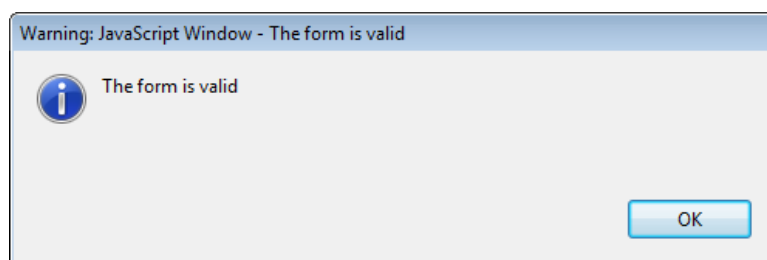 Warning: JavaScript Window - The form is valid
The form is valid
OK